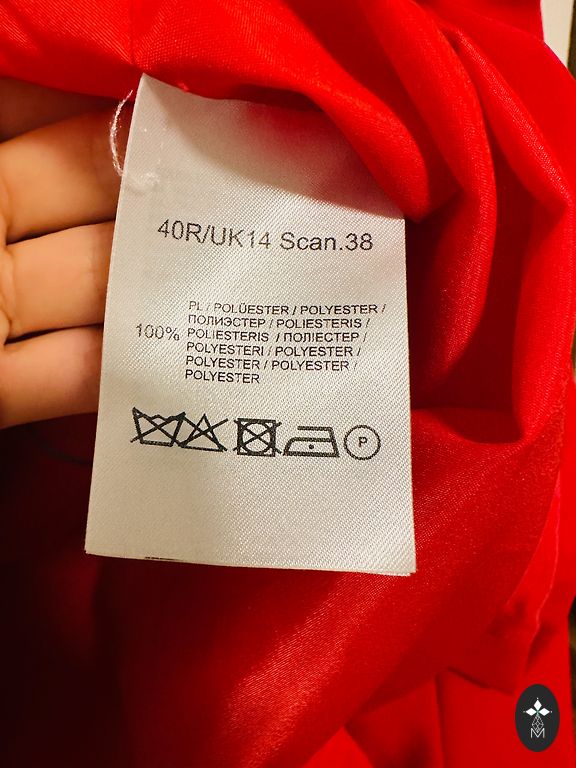 40R/UK14 Scan.38
PL / POLÜESTER / POLYESTER /
ПОЛИЭСТЕР / POLIESTERIS /
100% POLIESTERIS / ПОЛІЕСТЕР /
POLYESTERI / POLYESTER /
POLYESTER / POLYESTER /
POLYESTER
P
M